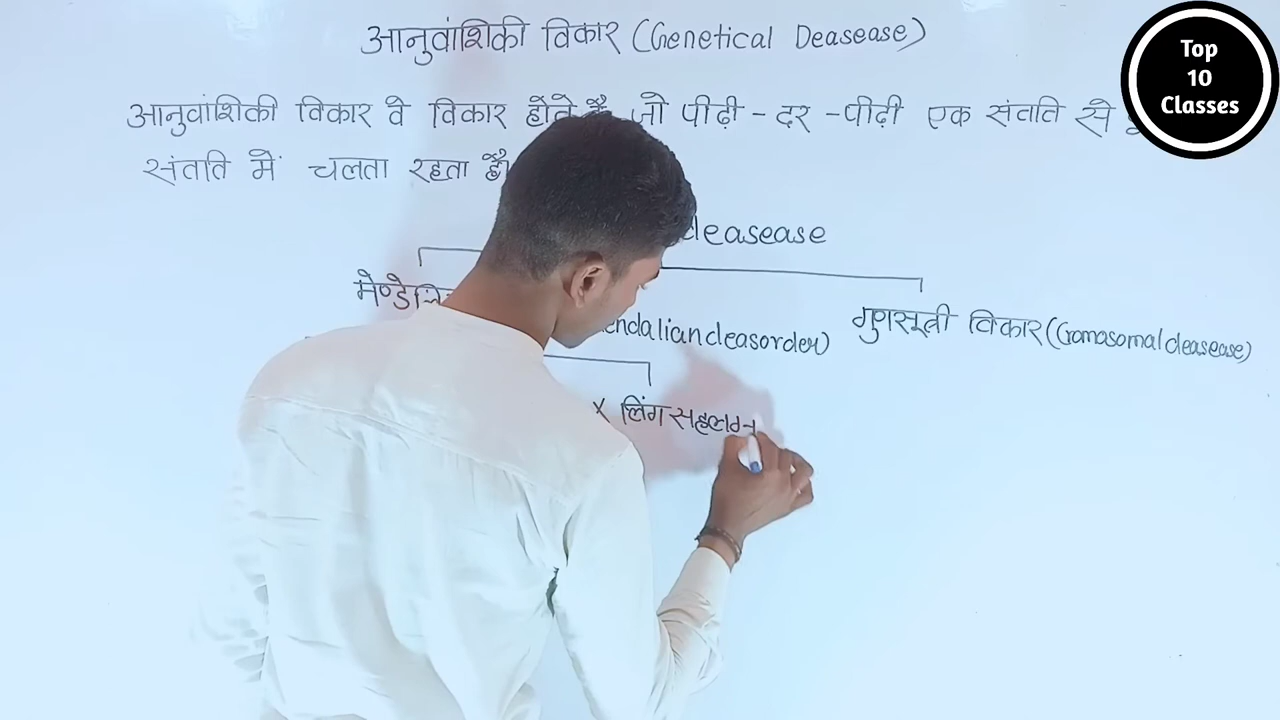 आनुवांशिकी विकार (Genetical Deasease)
आनुवांशिकी विकार वे विकार होते है जो पीढ़ी - दर - पीढ़ी एक संतति से
संतति में चलता रहता है।
deasease
गुणसूत्री विकार (Cramasomal deasease)
endalian deasorder)
X लिंग सहलग्न
Top
10
Classes